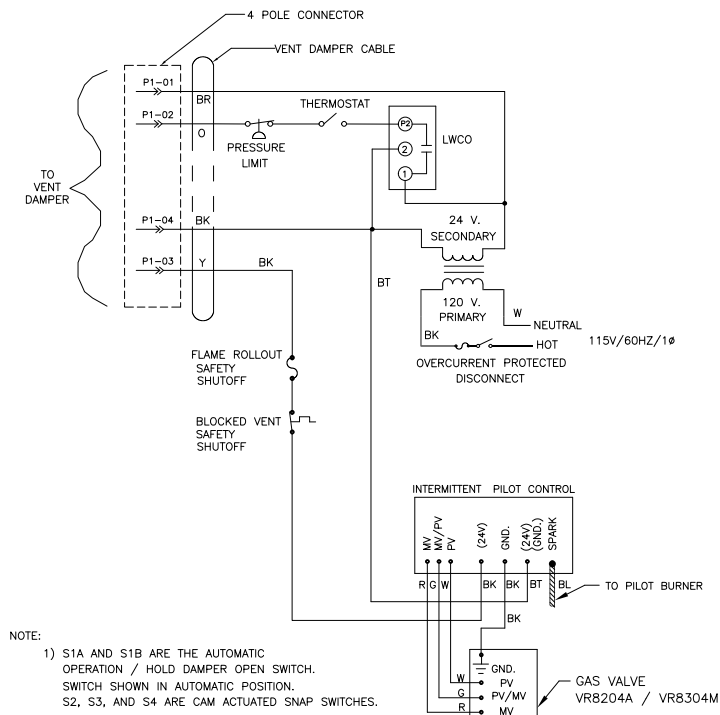 4 POLE CONNECTOR
VENT DAMPER CABLE
P1-01
BR
P1-02
O
THERMOSTAT
PRESSURE
LIMIT
P2
2
1
LWCO
TO
VENT
DAMPER
P1-04
BK
P1-03
Y
BK
BT
24 V.
SECONDARY
120 V.
PRIMARY
W
BK
NEUTRAL
HOT
115V/60HZ/1ø
OVERCURRENT PROTECTED
DISCONNECT
FLAME ROLLOUT
SAFETY
SHUTOFF
BLOCKED VENT
SAFETY
SHUTOFF
INTERMITTENT PILOT CONTROL
MV
MV/PV
PV
(24V)
GND.
(24V)
(GND.)
SPARK
R
G
W
BK
BK
BT
BL
TO PILOT BURNER
BK
GND.
W
PV
G
PV/MV
R
MV
GAS VALVE
VR8204A / VR8304M
NOTE:
1) S1A AND S1B ARE THE AUTOMATIC
OPERATION / HOLD DAMPER OPEN SWITCH.
SWITCH SHOWN IN AUTOMATIC POSITION.
S2, S3, AND S4 ARE CAM ACTUATED SNAP SWITCHES.